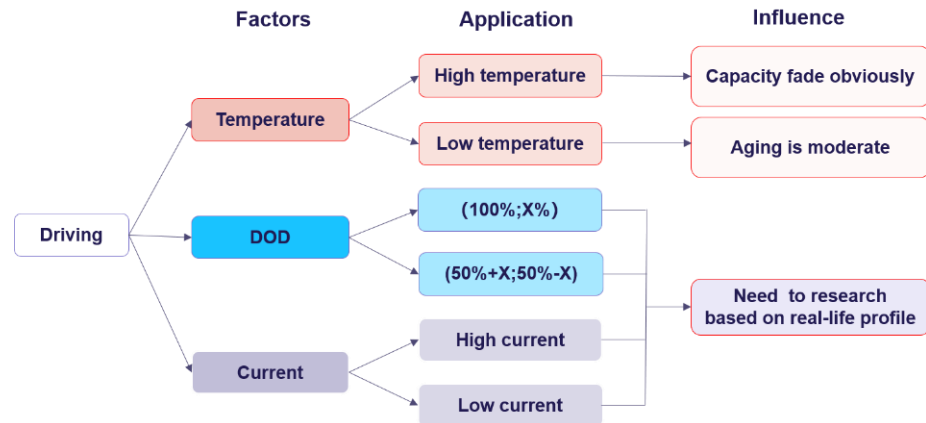 Factors
Application
Influence
High temperature
Capacity fade obviously
Temperature
Low temperature
Aging is moderate
(100%;X%)
Driving
DOD
(50%+X;50%-X)
Need to research
based on real-life profile
High current
Current
Low current